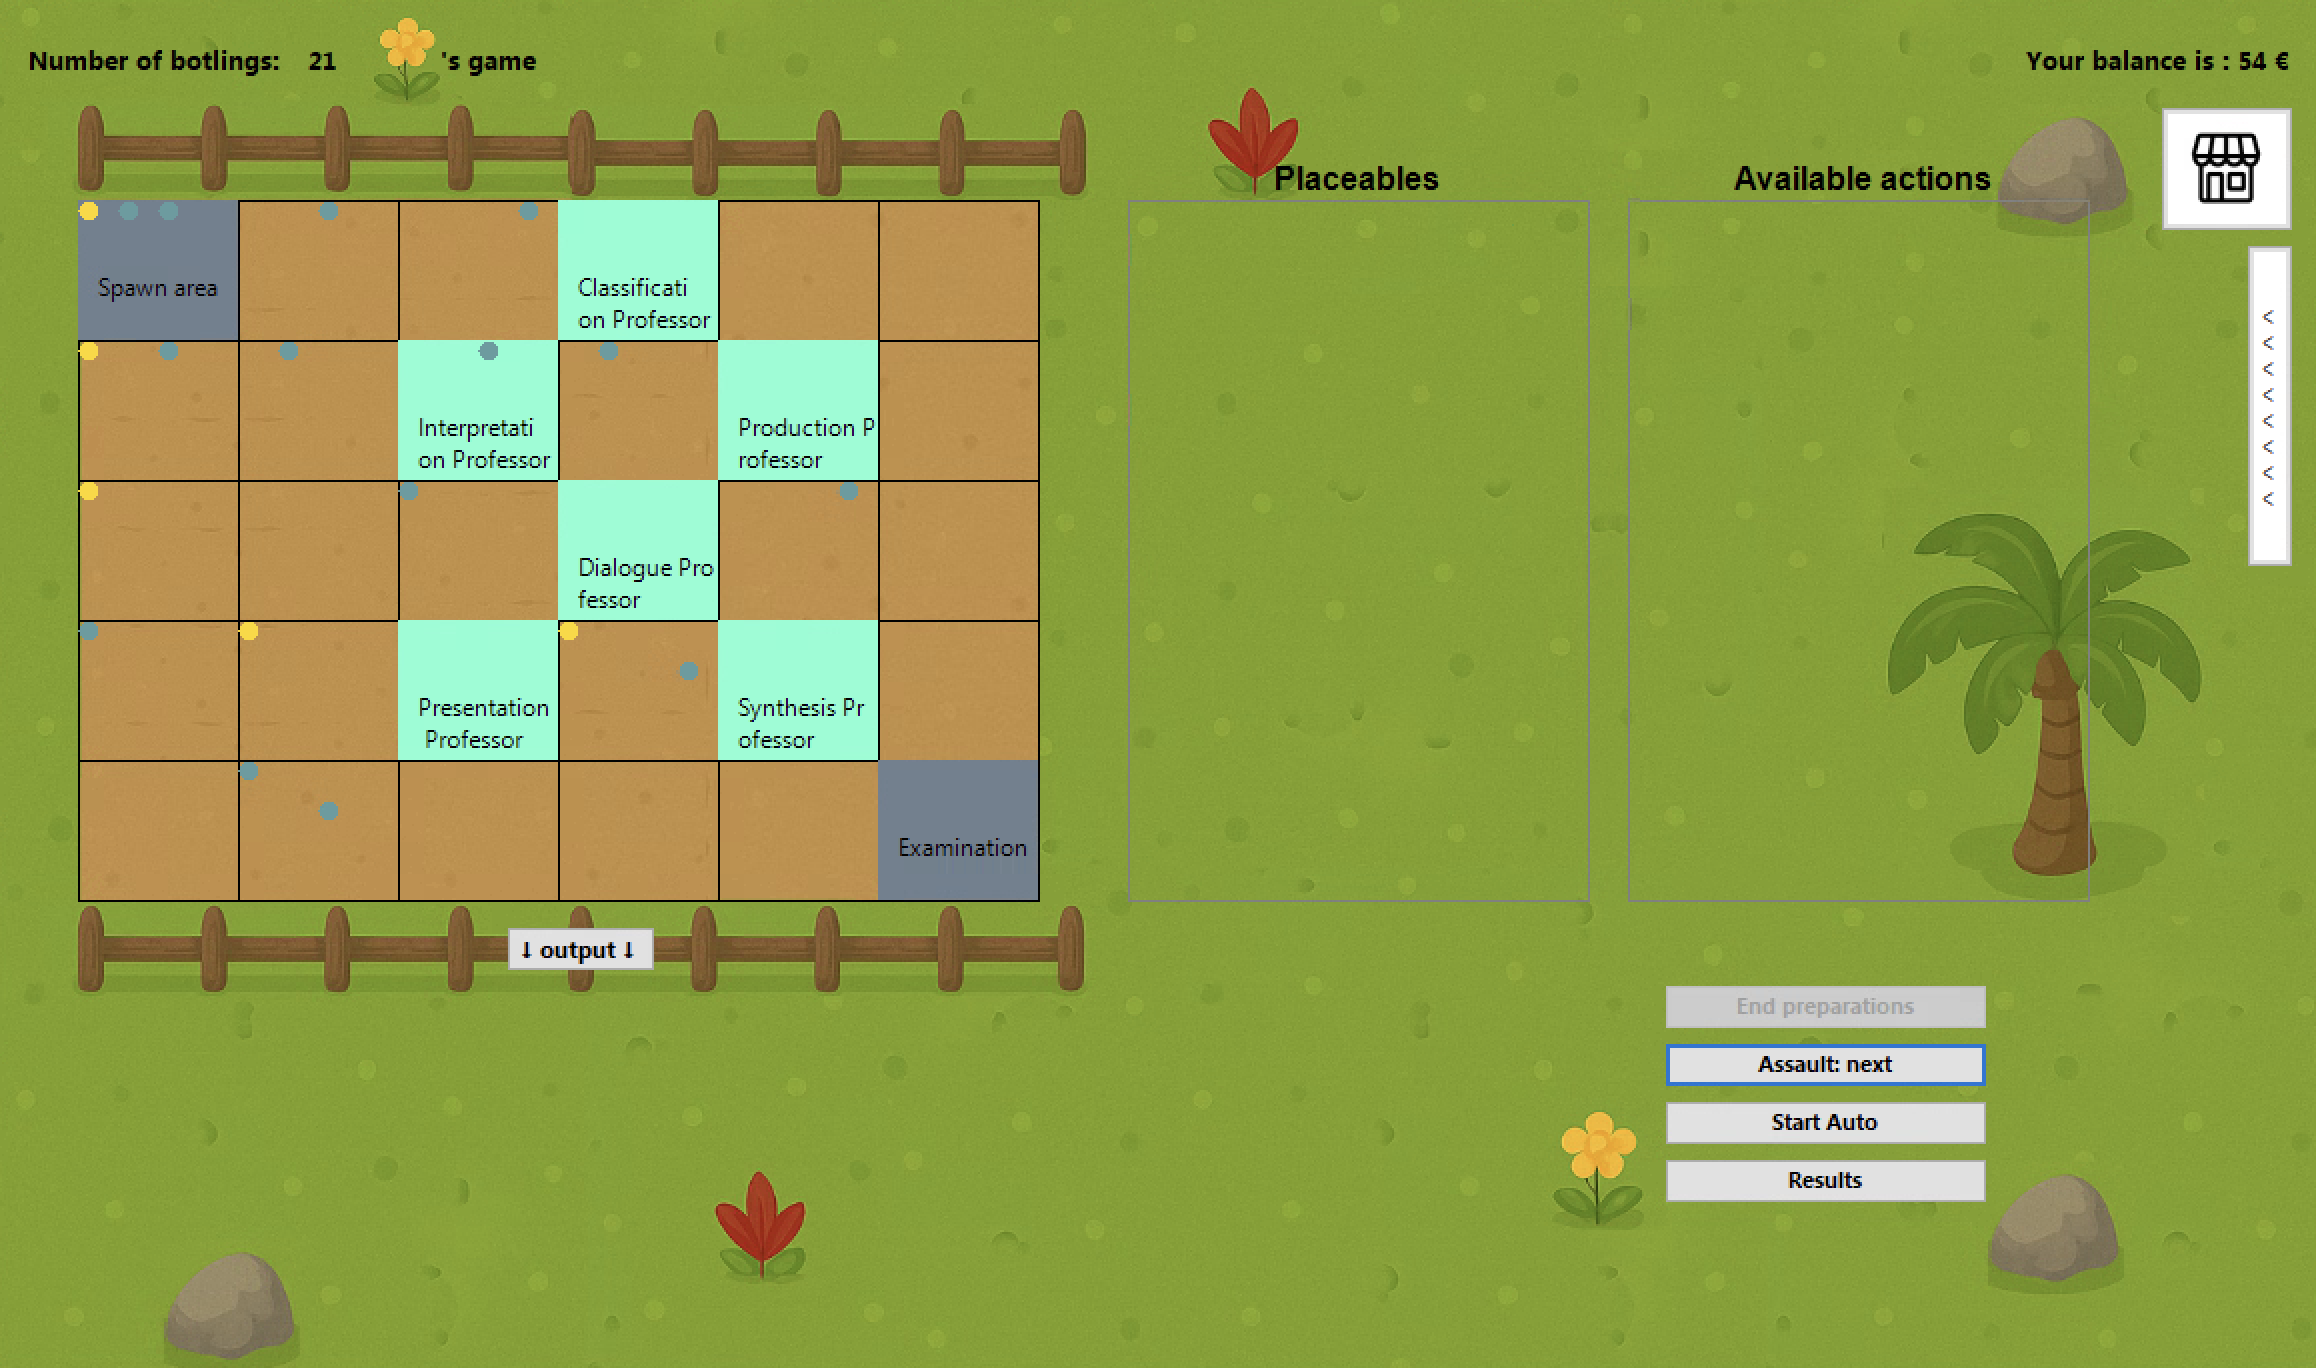 Number of botlings: 21 's game
Your balance is : 54 €
Placeables
Available actions
Spawn area
Classificati
on Professor
Interpretati
on Professor
Production P
rofessor
Dialogue Pro
fessor
Presentation
Professor
Synthesis Pr
ofessor
Examination
<
<
<
<
<
<
<
<
↓ output ↓
End preparations
Assault: next
Start Auto
Results